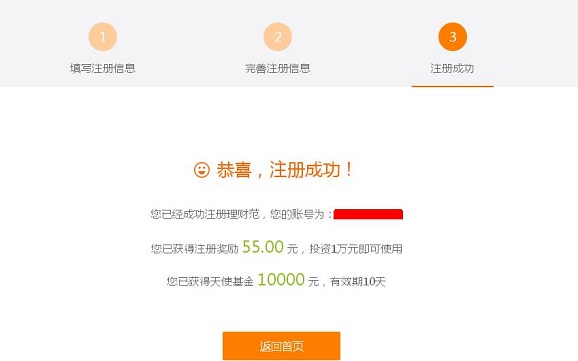 1
2
3
填写注册信息
完善注册信息
注册成功
恭喜，注册成功！
您已经成功注册理财范，您的账号为：
您已获得注册奖励 55.00 元，投资1万元即可使用
您已获得天使基金 10000 元，有效期10天
返回首页